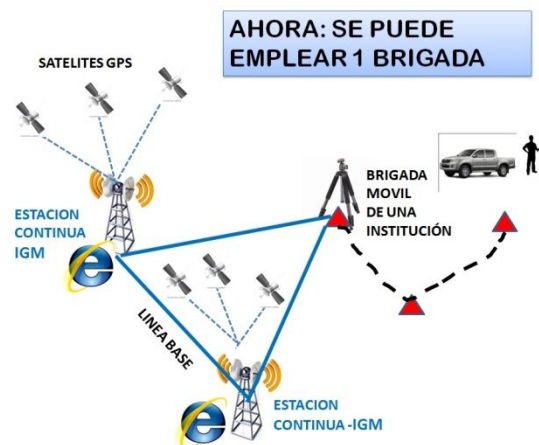 AHORA: SE PUEDE
EMPLEAR 1 BRIGADA
SATELITES GPS
BRIGADA
MOVIL
DE UNA
INSTITUCIÓN
ESTACION
CONTINUA
IGM
LINEA BASE
ESTACION
CONTINUA -IGM